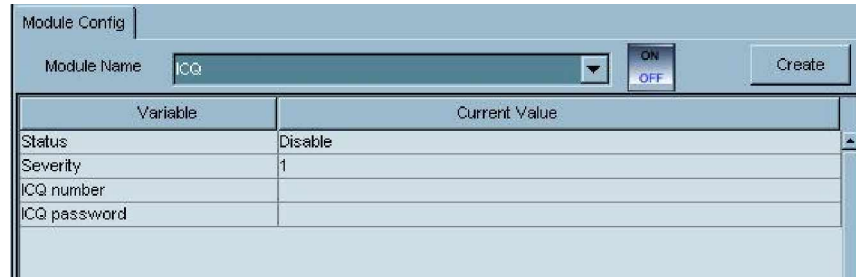 Module Config
Module Name ICQ ON OFF Create
Variable Current Value
Status Disable
Severity 1
ICQ number
ICQ password